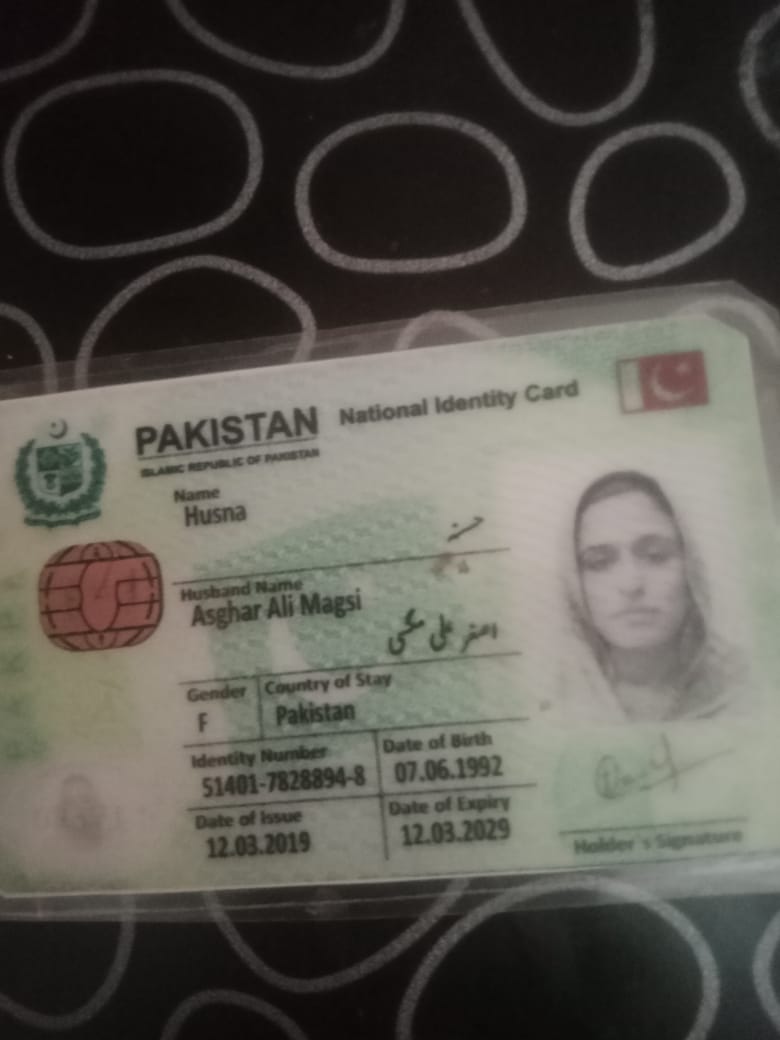 PAKISTAN National Identity Card
ISLAMIC REPUBLIC OF PAKISTAN
Name
Husna
حسنہ
Husband Name
Asghar Ali Magsi
اصغر علی مگسی
Gender Country of Stay
F Pakistan
Identity Number Date of Birth
51401-7828894-8 07.06.1992
Date of Issue Date of Expiry
12.03.2019 12.03.2029
Holder's Signature